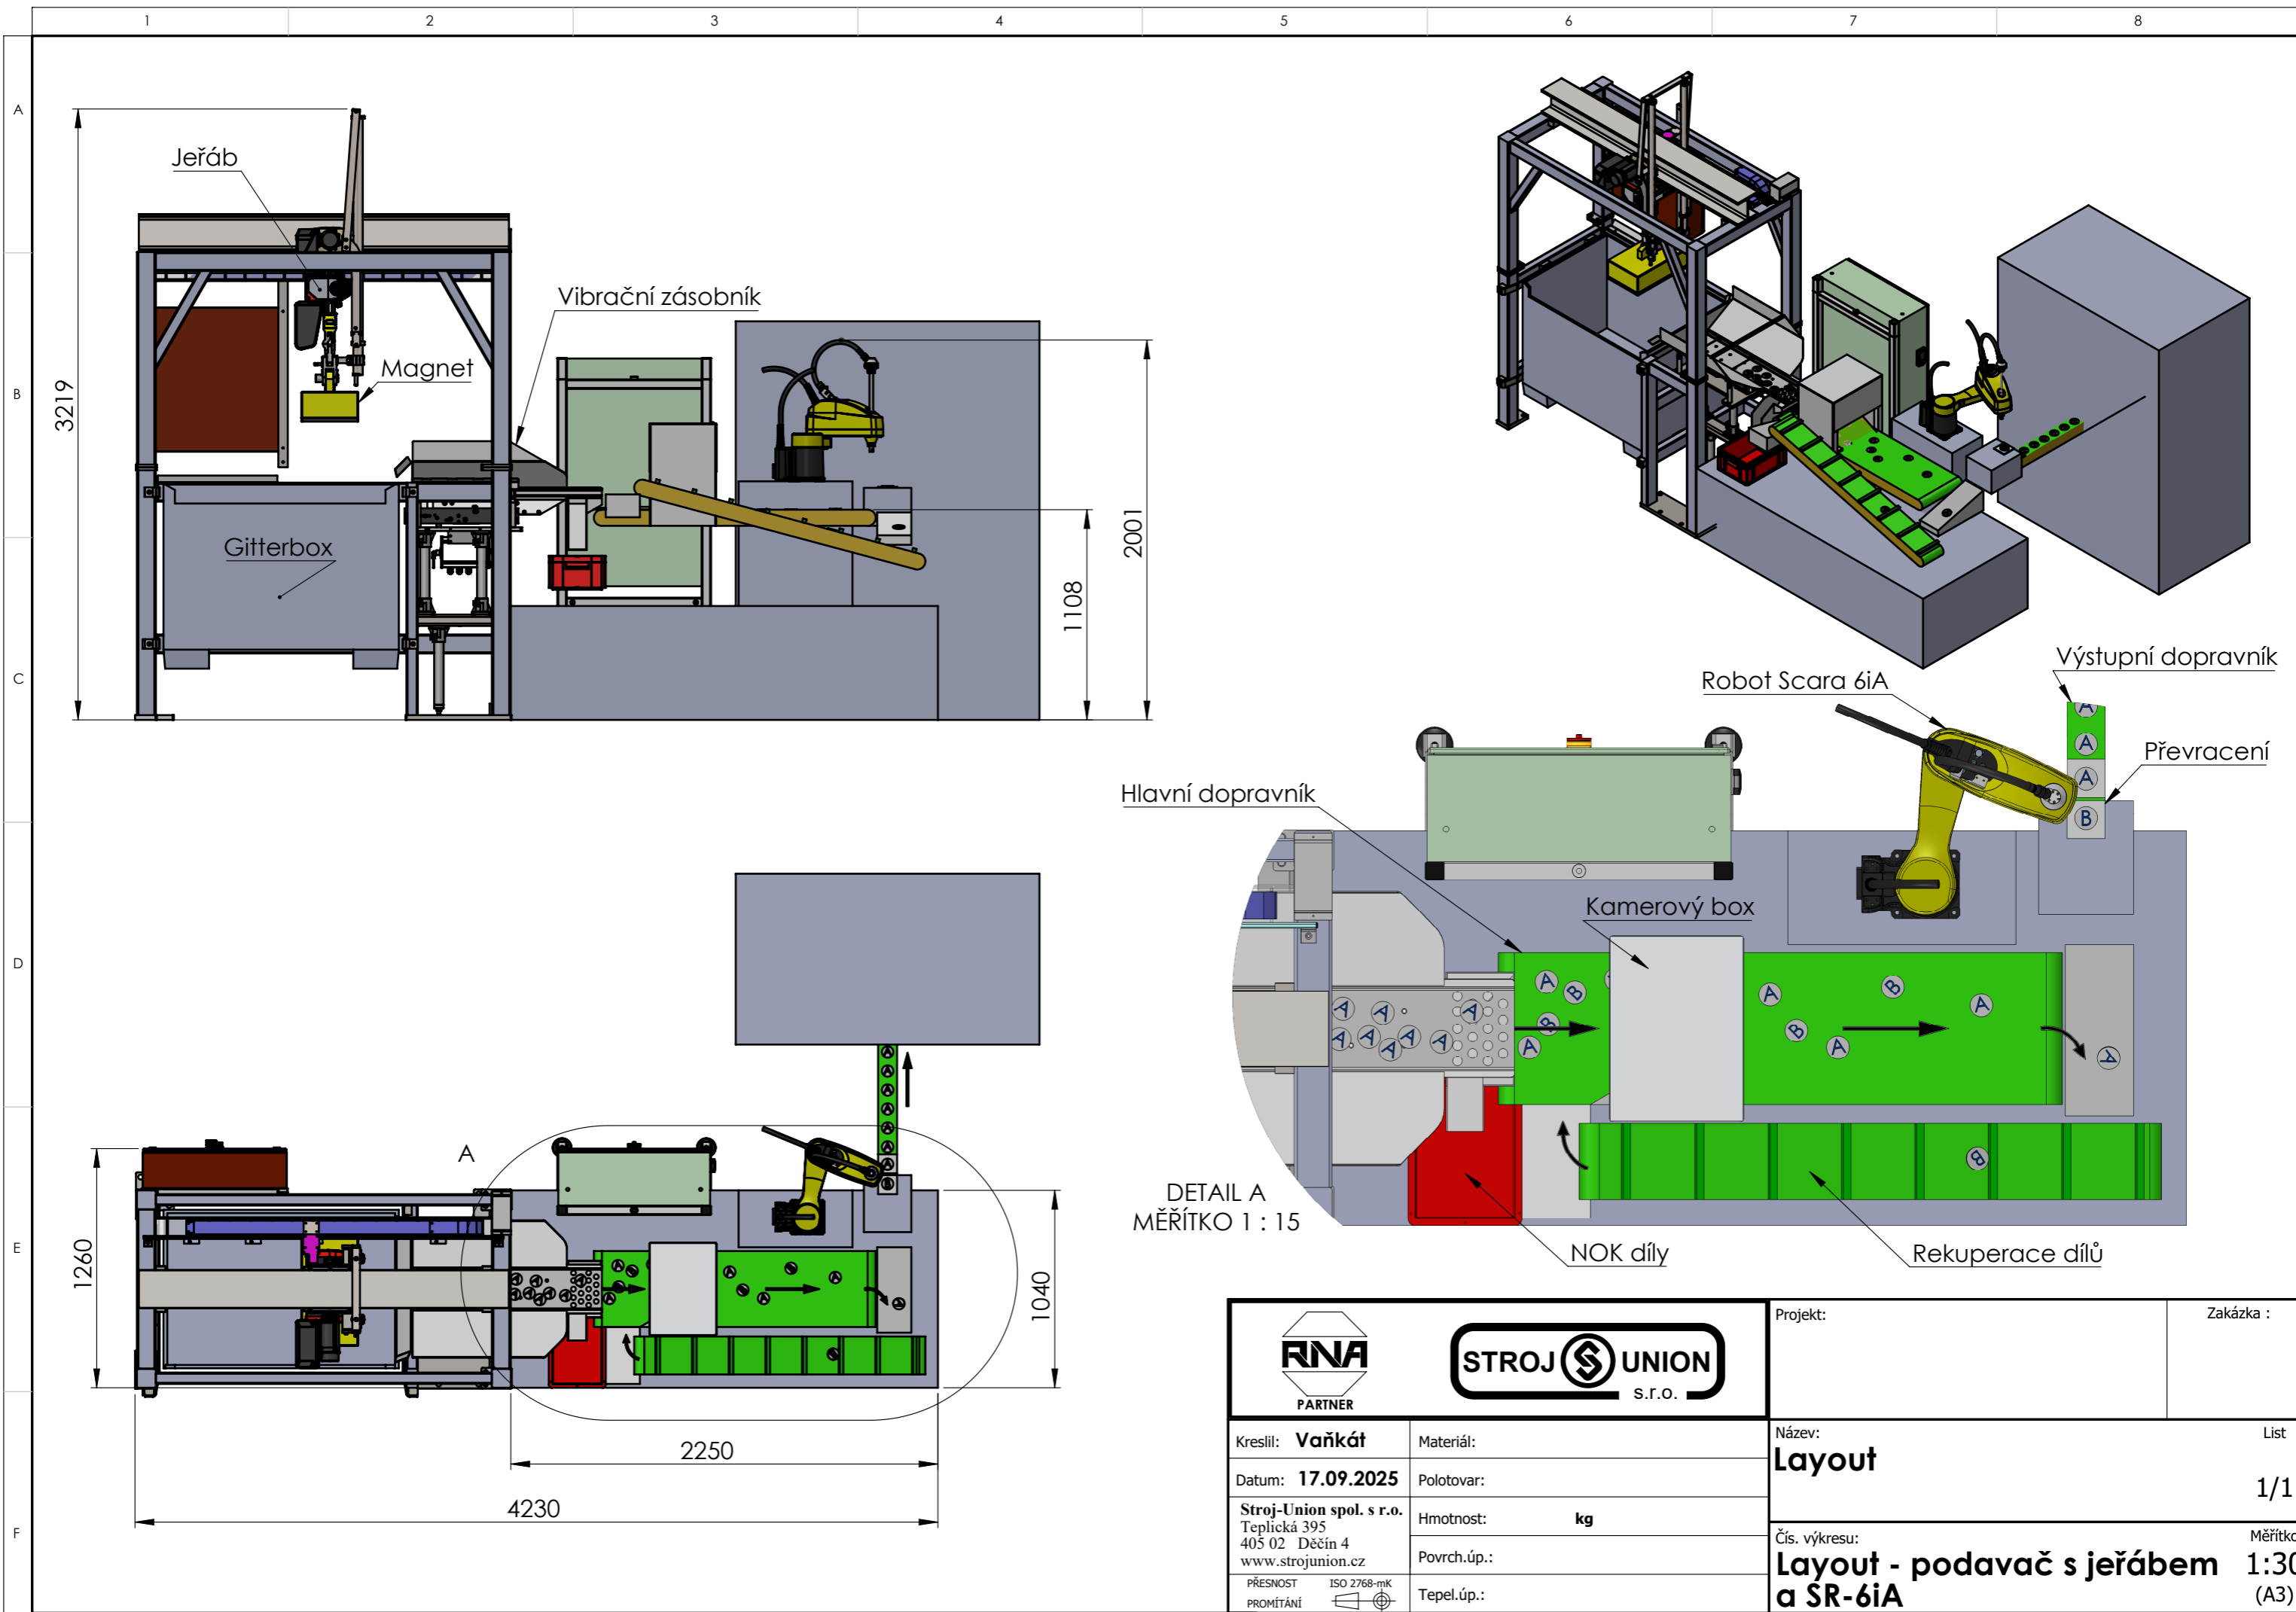 1 2 3 4 5 6 7 8
A
B
C
D
E
F
Jeřáb
Vibrační zásobník
Magnet
Gitterbox
3219
2001
1108
Výstupní dopravník
Robot Scara 6iA
Převracení
Hlavní dopravník
Kamerový box
A
A
A
B
A B A B A
A A A A A A A A
A B A B A A
B
DETAIL A
MĚŘÍTKO 1 : 15
NOK díly
Rekuperace dílů
A
1260
1040
2250
4230
RNA
PARTNER
STROJ S UNION
s.r.o.
Projekt:
Zakázka :
Kreslil: Vaňkát
Materiál:
Název:
List
Layout
1/1
Datum: 17.09.2025
Polotovar:
Stroj-Union spol. s r.o.
Teplická 395
405 02 Děčín 4
www.strojunion.cz
Hmotnost: kg
Povrch.úp.:
Čís. výkresu:
Měřítko
Layout - podavač s jeřábem
a SR-6iA
1:30
(A3)
PŘESNOST ISO 2768-mK
PROMÍTÁNÍ
Tepel.úp.: